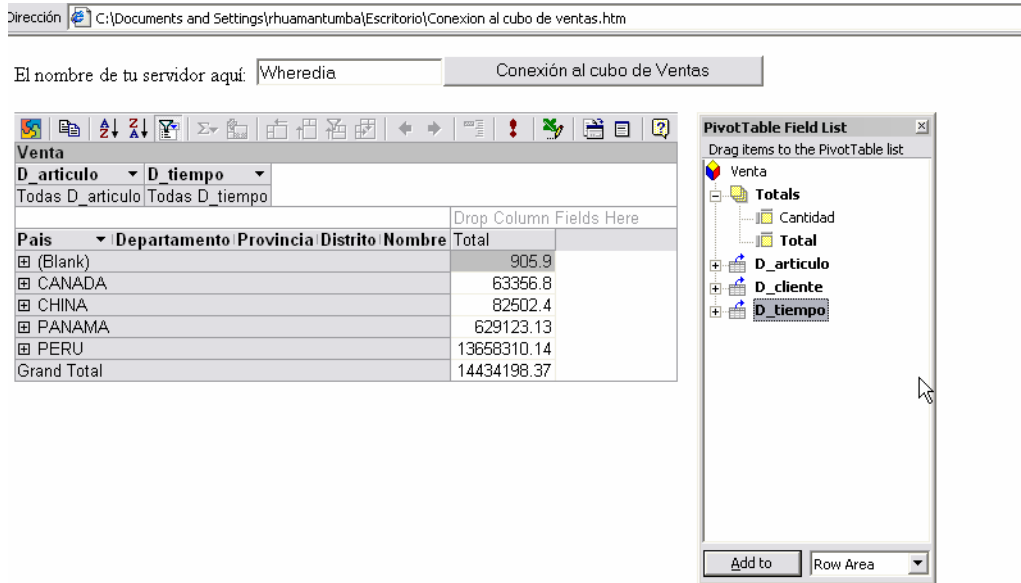 Dirección C:\Documents and Settings\rhuamantumba\Escritorio\Conexion al cubo de ventas.htm
El nombre de tu servidor aquí: Wheredia Conexión al cubo de Ventas
Venta
D_articulo D_tiempo
Todas D_articulo Todas D_tiempo
Drop Column Fields Here
Pais Departamento Provincia Distrito Nombre Total
(Blank) 905.9
CANADA 63356.8
CHINA 82502.4
PANAMA 629123.13
PERU 13658310.14
Grand Total 14434198.37
PivotTable Field List
Drag items to the PivotTable list
Venta
Totals
Cantidad
Total
D_articulo
D_cliente
D_tiempo
Add to Row Area